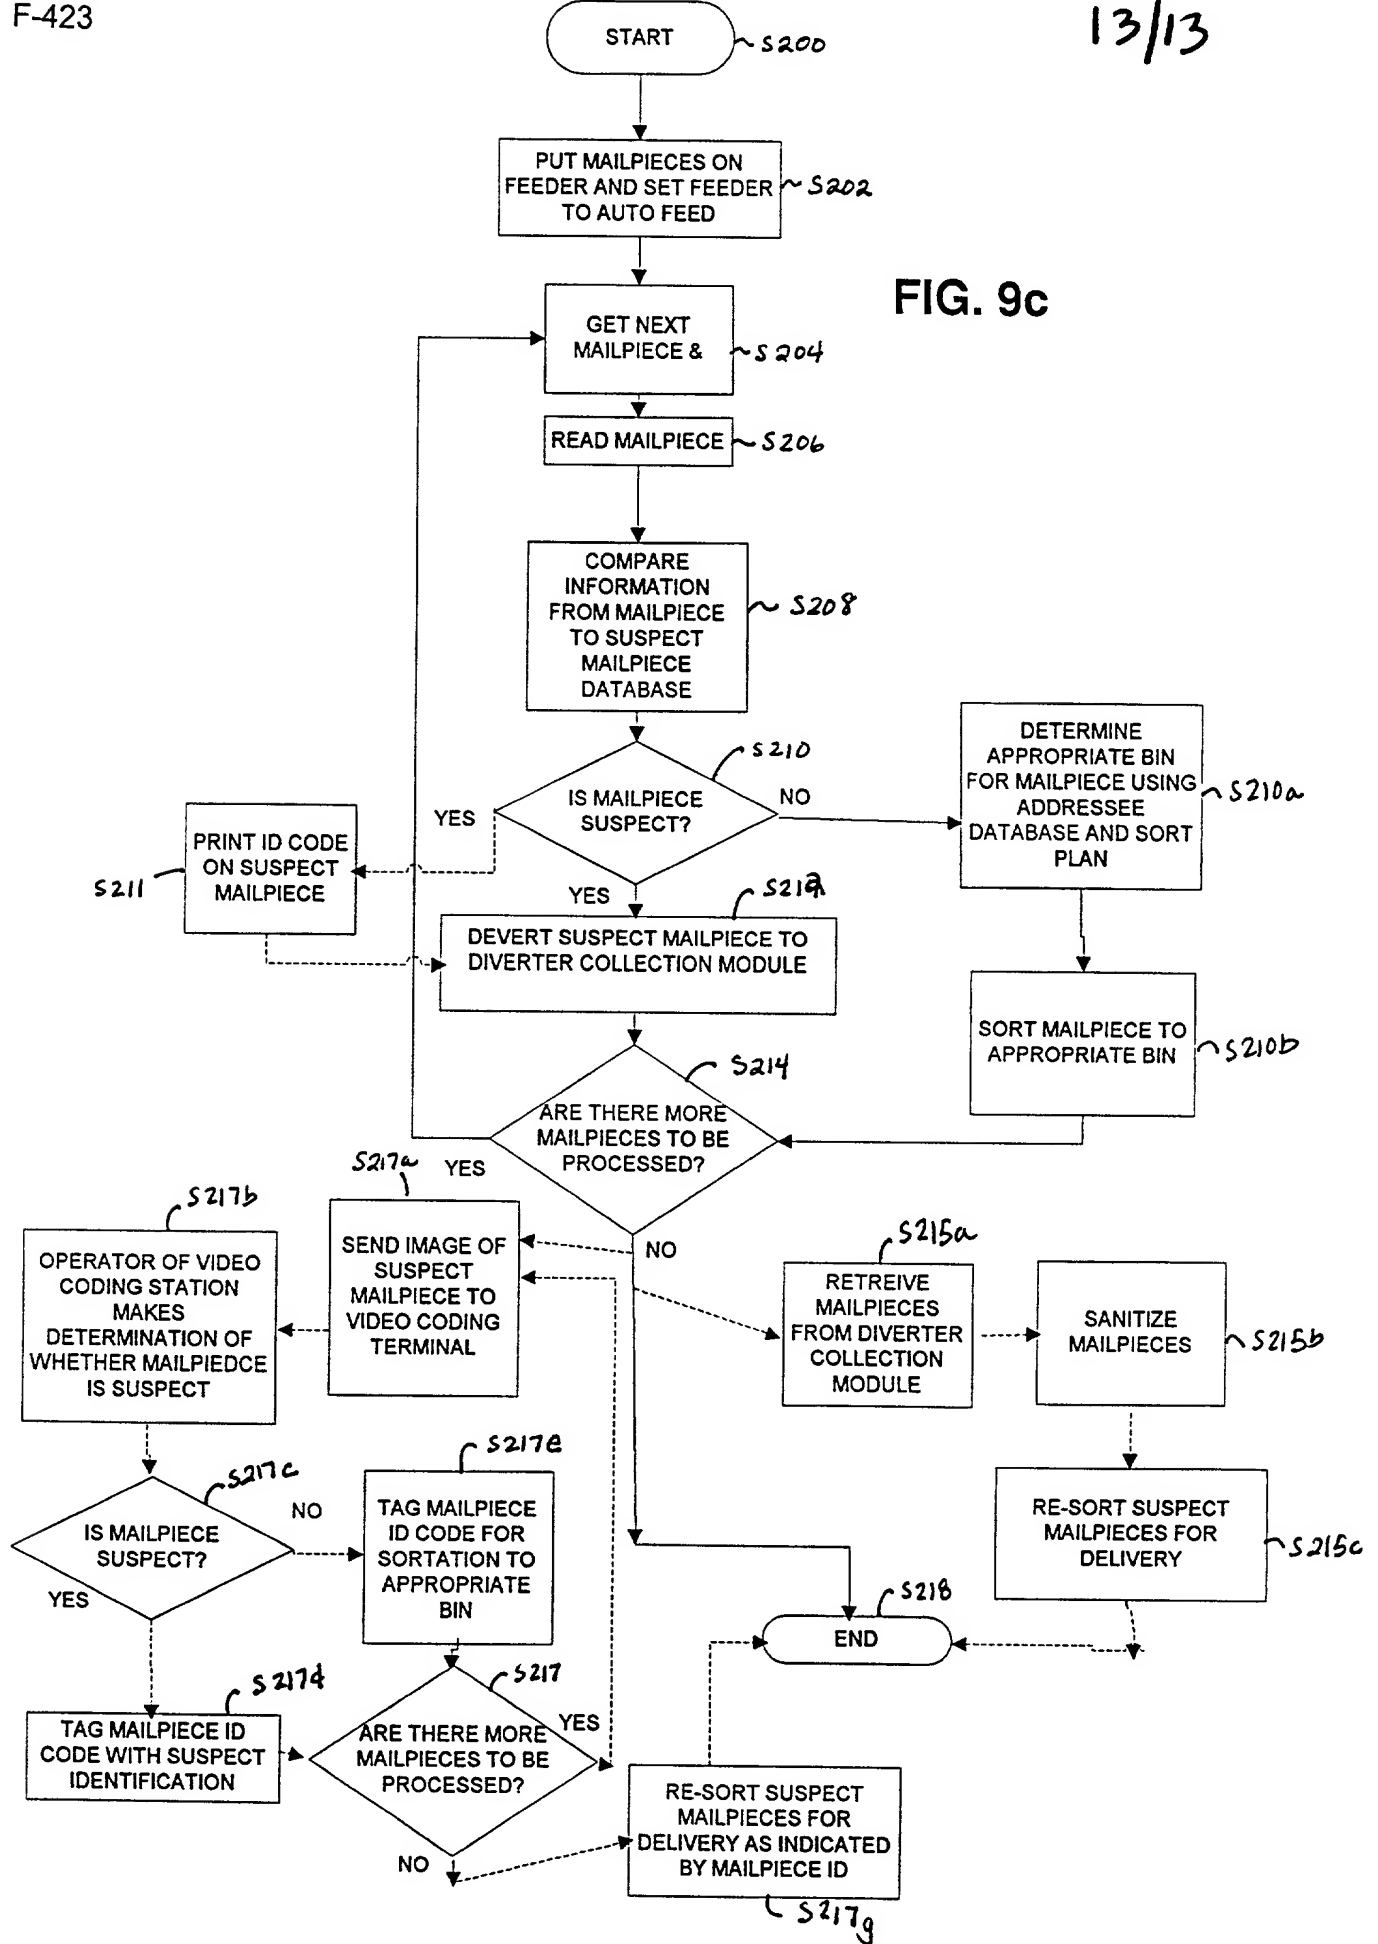 F-423
13/13
START
S200
PUT MAILPIECES ON
FEEDER AND SET FEEDER
TO AUTO FEED
S202
FIG. 9c
GET NEXT
MAILPIECE &
S204
READ MAILPIECE
S206
COMPARE
INFORMATION
FROM MAILPIECE
TO SUSPECT
MAILPIECE
DATABASE
S208
S210
IS MAILPIECE
SUSPECT?
YES
NO
YES
DETERMINE
APPROPRIATE BIN
FOR MAILPIECE USING
ADDRESSEE
DATABASE AND SORT
PLAN
S210a
PRINT ID CODE
ON SUSPECT
MAILPIECE
S211
S212
DEVERT SUSPECT MAILPIECE TO
DIVERTER COLLECTION MODULE
SORT MAILPIECE TO
APPROPRIATE BIN
S210b
S214
ARE THERE MORE
MAILPIECES TO BE
PROCESSED?
YES
NO
S217a
SEND IMAGE OF
SUSPECT
MAILPIECE TO
VIDEO CODING
TERMINAL
S217b
OPERATOR OF VIDEO
CODING STATION
MAKES
DETERMINATION OF
WHETHER MAILPIEDCE
IS SUSPECT
S215a
RETREIVE
MAILPIECES
FROM DIVERTER
COLLECTION
MODULE
SANITIZE
MAILPIECES
S215b
S217c
IS MAILPIECE
SUSPECT?
NO
YES
S217e
TAG MAILPIECE
ID CODE FOR
SORTATION TO
APPROPRIATE
BIN
RE-SORT SUSPECT
MAILPIECES FOR
DELIVERY
S215c
S218
END
S217d
TAG MAILPIECE ID
CODE WITH SUSPECT
IDENTIFICATION
S217
ARE THERE MORE
MAILPIECES TO BE
PROCESSED?
YES
NO
RE-SORT SUSPECT
MAILPIECES FOR
DELIVERY AS INDICATED
BY MAILPIECE ID
S217g